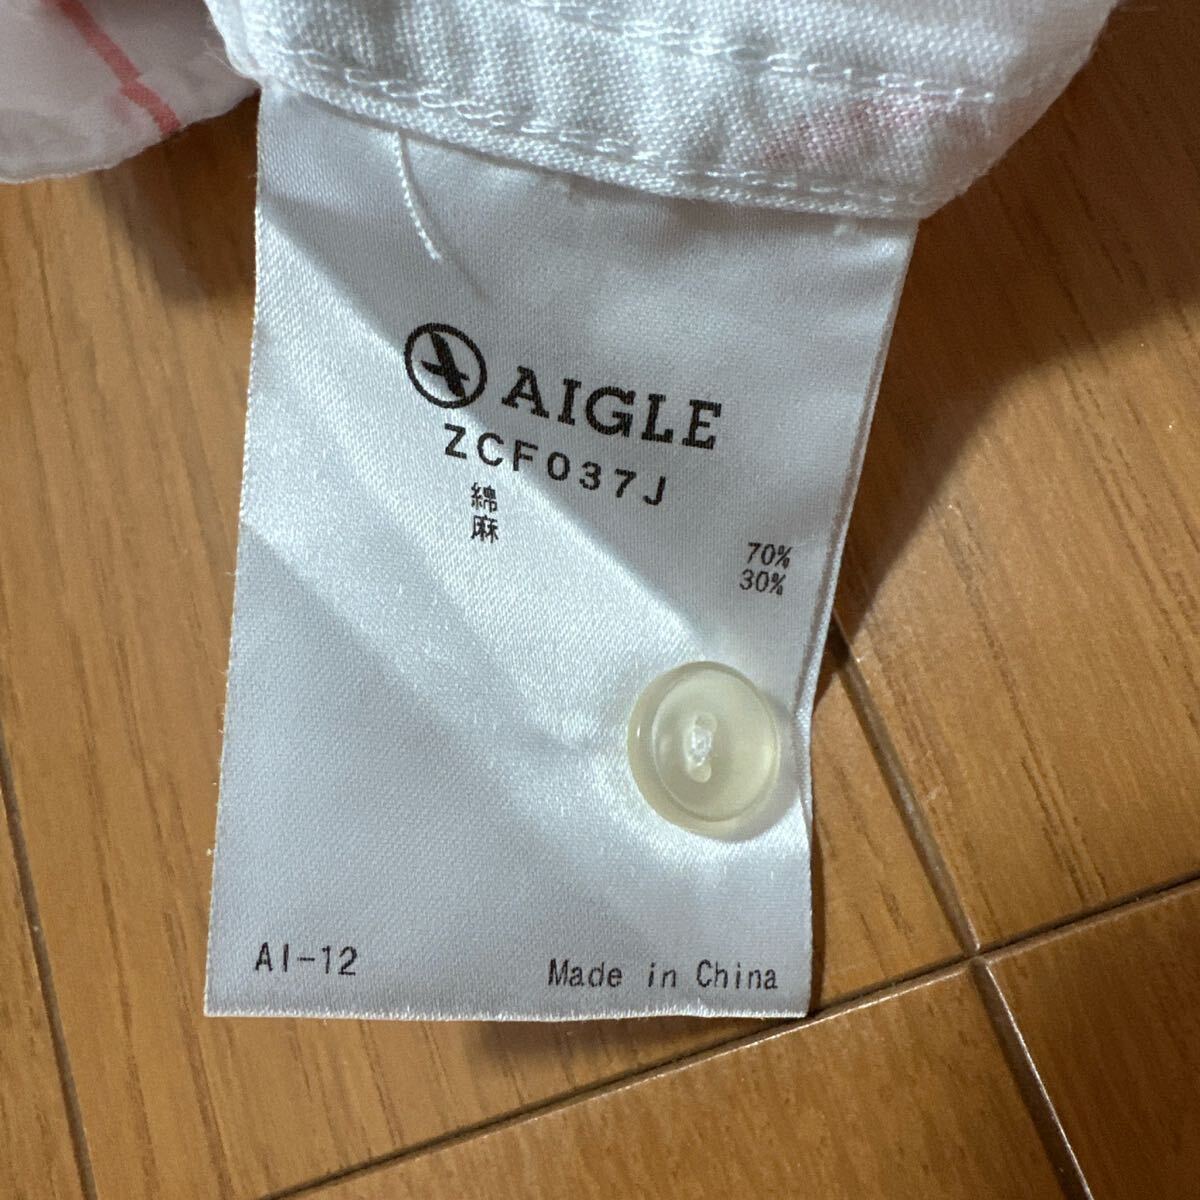 AIGLE
ZCF037J
綿 70%
麻 30%
AI-12 Made in China